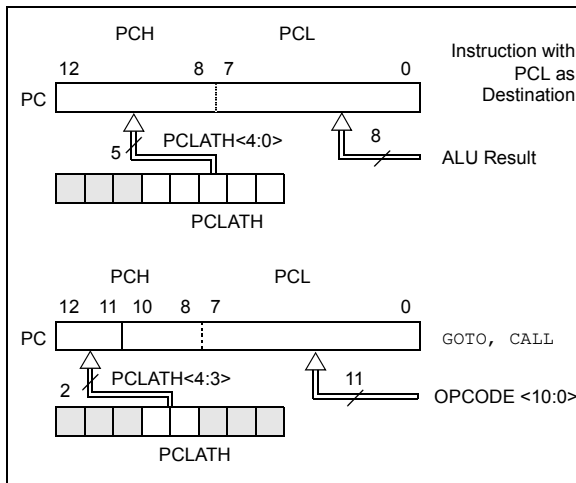 PCH PCL
12 8 7 0
Instruction with
PCL as
Destination
PC
5 PCLATH<4:0> 8
ALU Result
PCLATH
PCH PCL
12 11 10 8 7 0
PC GOTO, CALL
2 PCLATH<4:3> 11
OPCODE <10:0>
PCLATH